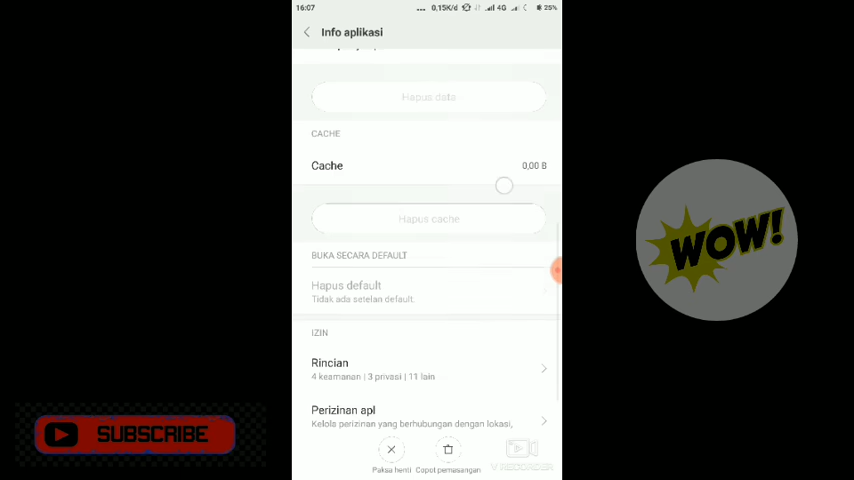 16:07 ... 0,15K/d 4G 25%
Info aplikasi
Hapus data
CACHE
Cache 0,00 B
Hapus cache
BUKA SECARA DEFAULT
Hapus default
Tidak ada setelan default.
IZIN
Rincian
4 keamanan | 3 privasi | 11 lain
Perizinan apl
Kelola perizinan yang berhubungan dengan lokasi,
Paksa henti Copot pemasangan
V RECORDER
WOW!
SUBSCRIBE